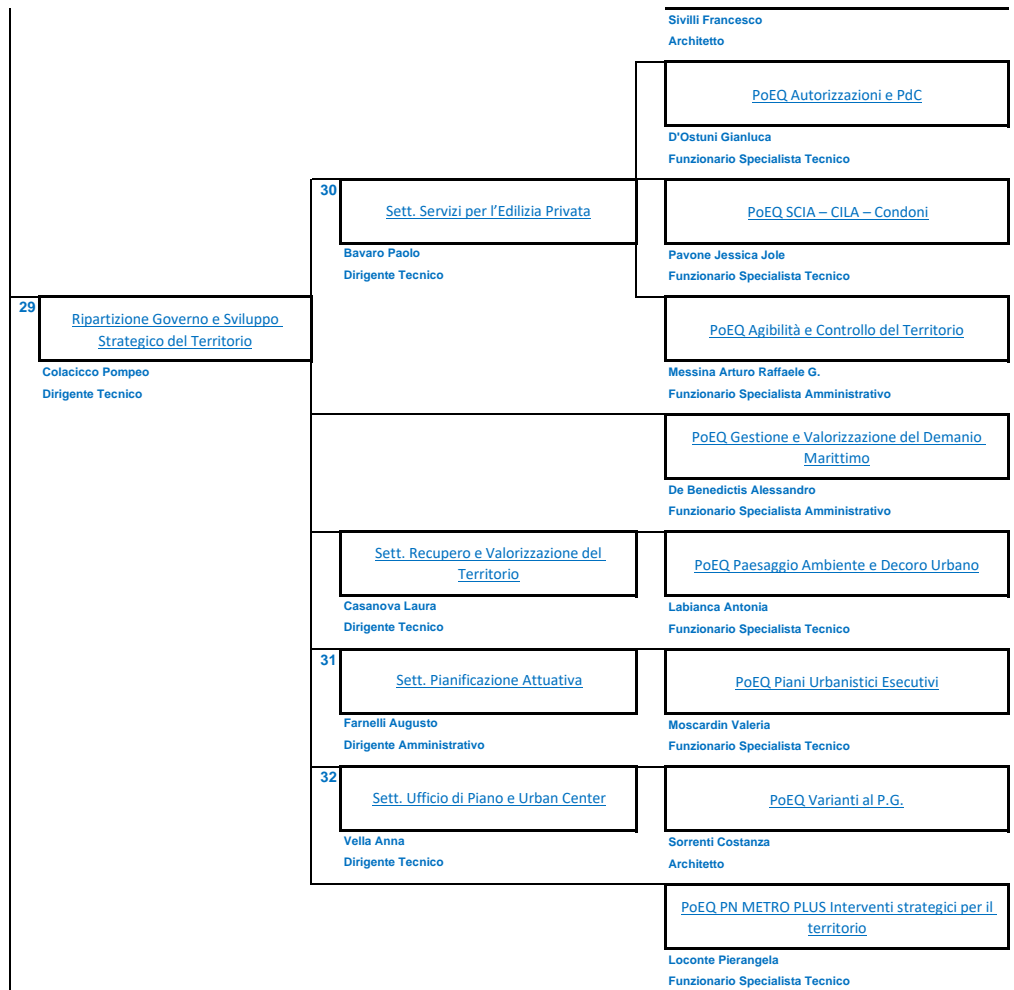 Sivilli Francesco
Architetto
PoEQ Autorizzazioni e PdC
D'Ostuni Gianluca
Funzionario Specialista Tecnico
30
Sett. Servizi per l’Edilizia Privata
PoEQ SCIA – CILA – Condoni
Bavaro Paolo
Dirigente Tecnico
Pavone Jessica Jole
Funzionario Specialista Tecnico
29
Ripartizione Governo e Sviluppo
Strategico del Territorio
PoEQ Agibilità e Controllo del Territorio
Colacicco Pompeo
Dirigente Tecnico
Messina Arturo Raffaele G.
Funzionario Specialista Amministrativo
PoEQ Gestione e Valorizzazione del Demanio
Marittimo
De Benedictis Alessandro
Funzionario Specialista Amministrativo
Sett. Recupero e Valorizzazione del
Territorio
PoEQ Paesaggio Ambiente e Decoro Urbano
Casanova Laura
Dirigente Tecnico
Labianca Antonia
Funzionario Specialista Tecnico
31
Sett. Pianificazione Attuativa
PoEQ Piani Urbanistici Esecutivi
Farnelli Augusto
Dirigente Amministrativo
Moscardin Valeria
Funzionario Specialista Tecnico
32
Sett. Ufficio di Piano e Urban Center
PoEQ Varianti al P.G.
Vella Anna
Dirigente Tecnico
Sorrenti Costanza
Architetto
PoEQ PN METRO PLUS Interventi strategici per il
territorio
Loconte Pierangela
Funzionario Specialista Tecnico